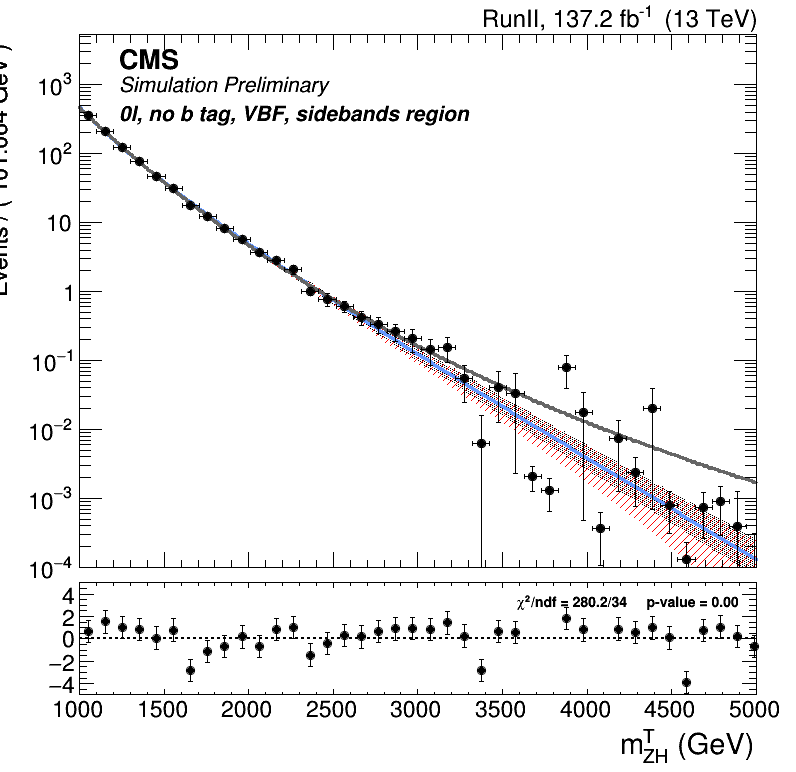 RunII, 137.2 fb-1 (13 TeV)
CMS
Simulation Preliminary
0l, no b tag, VBF, sidebands region
10³
10²
10
1
10⁻¹
10⁻²
10⁻³
10⁻⁴
χ²/ndf = 280.2/34 p-value = 0.00
4
2
0
−2
−4
1000 1500 2000 2500 3000 3500 4000 4500 5000
m^T_ZH (GeV)